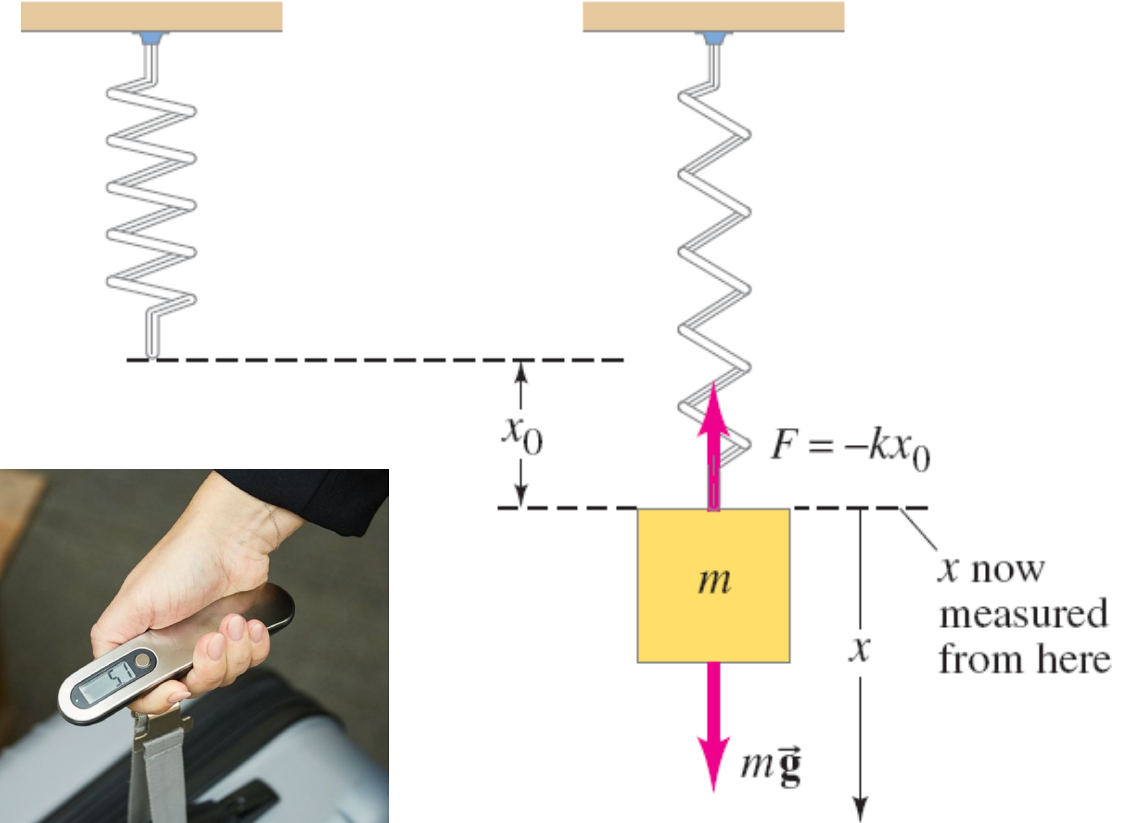 x₀
F = –kx₀
m
x now
measured
from here
x
mg⃗